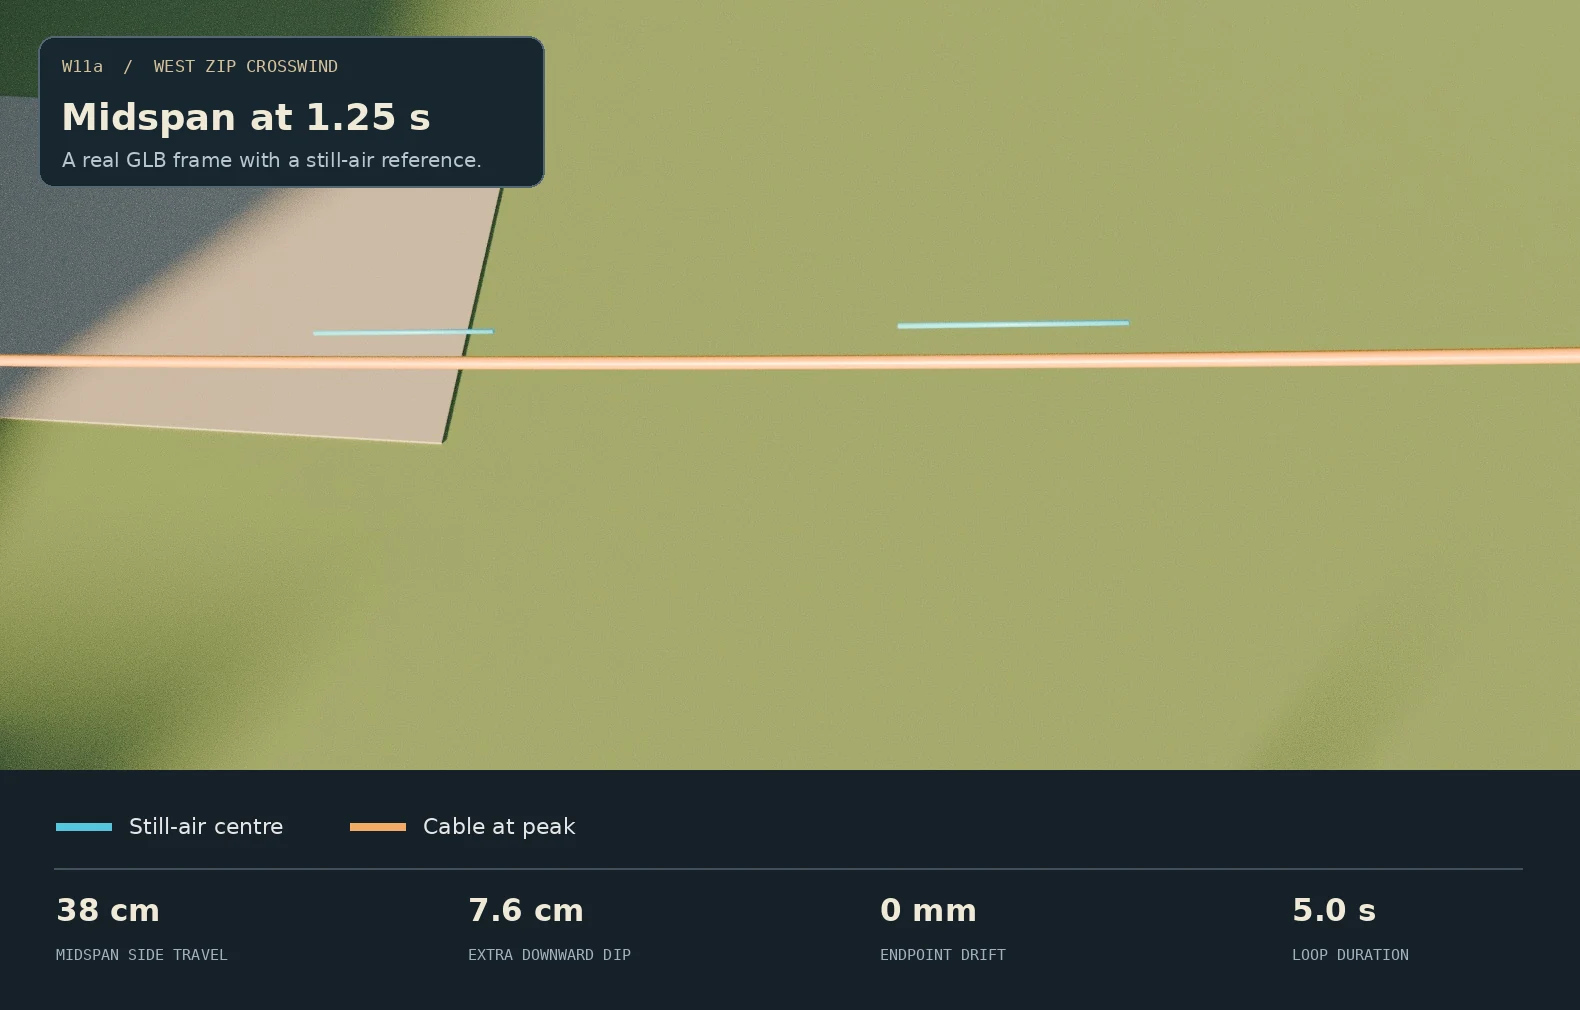 W11a / WEST ZIP CROSSWIND
Midspan at 1.25 s
A real GLB frame with a still-air reference.
Still-air centre
Cable at peak
38 cm
MIDSPAN SIDE TRAVEL
7.6 cm
EXTRA DOWNWARD DIP
0 mm
ENDPOINT DRIFT
5.0 s
LOOP DURATION